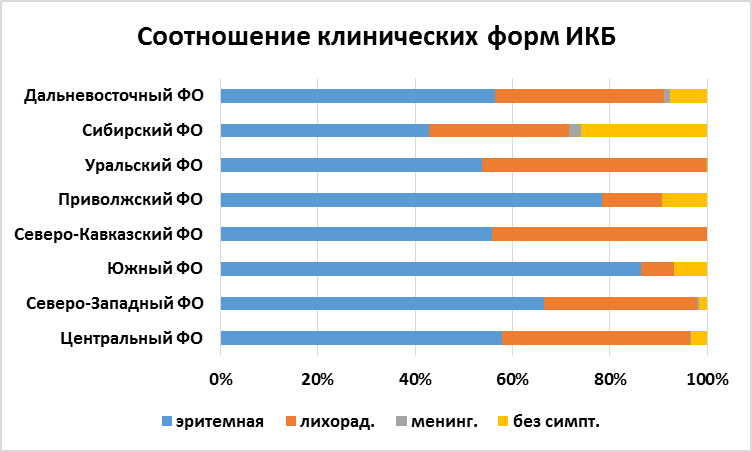 Соотношение клинических форм ИКБ
Дальневосточный ФО
Сибирский ФО
Уральский ФО
Приволжский ФО
Северо-Кавказский ФО
Южный ФО
Северо-Западный ФО
Центральный ФО
0% 20% 40% 60% 80% 100%
эритемная лихорад. менинг. без симпт.